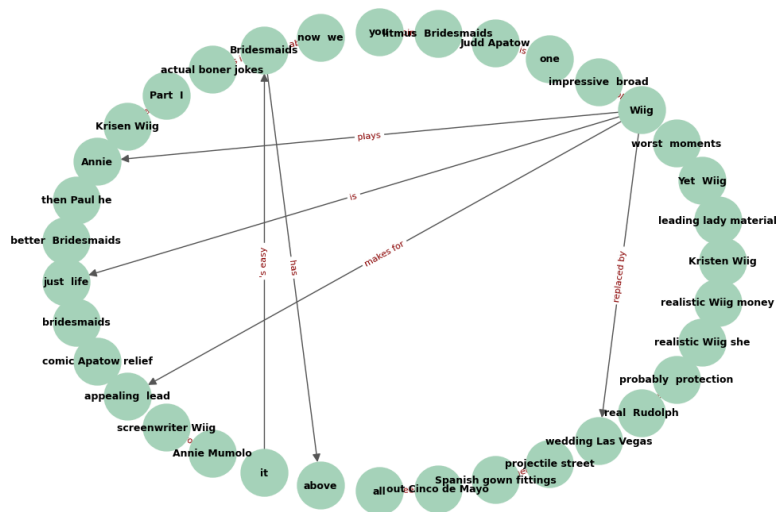 now we
you
litmus Bridesmaids
Judd Apatow
is
one
impressive broad
Bridesmaids
actual boner jokes
Part I
Krisen Wiig
Annie
then Paul he
better Bridesmaids
just life
bridesmaids
comic Apatow relief
appealing lead
screenwriter Wiig
Annie Mumolo
it
above
all
out Cinco de Mayo
Spanish gown fittings
projectile street
wedding Las Vegas
real Rudolph
probably protection
realistic Wiig she
realistic Wiig money
Kristen Wiig
leading lady material
Yet Wiig
worst moments
Wiig
plays
is
makes for
replaced by
's easy
has